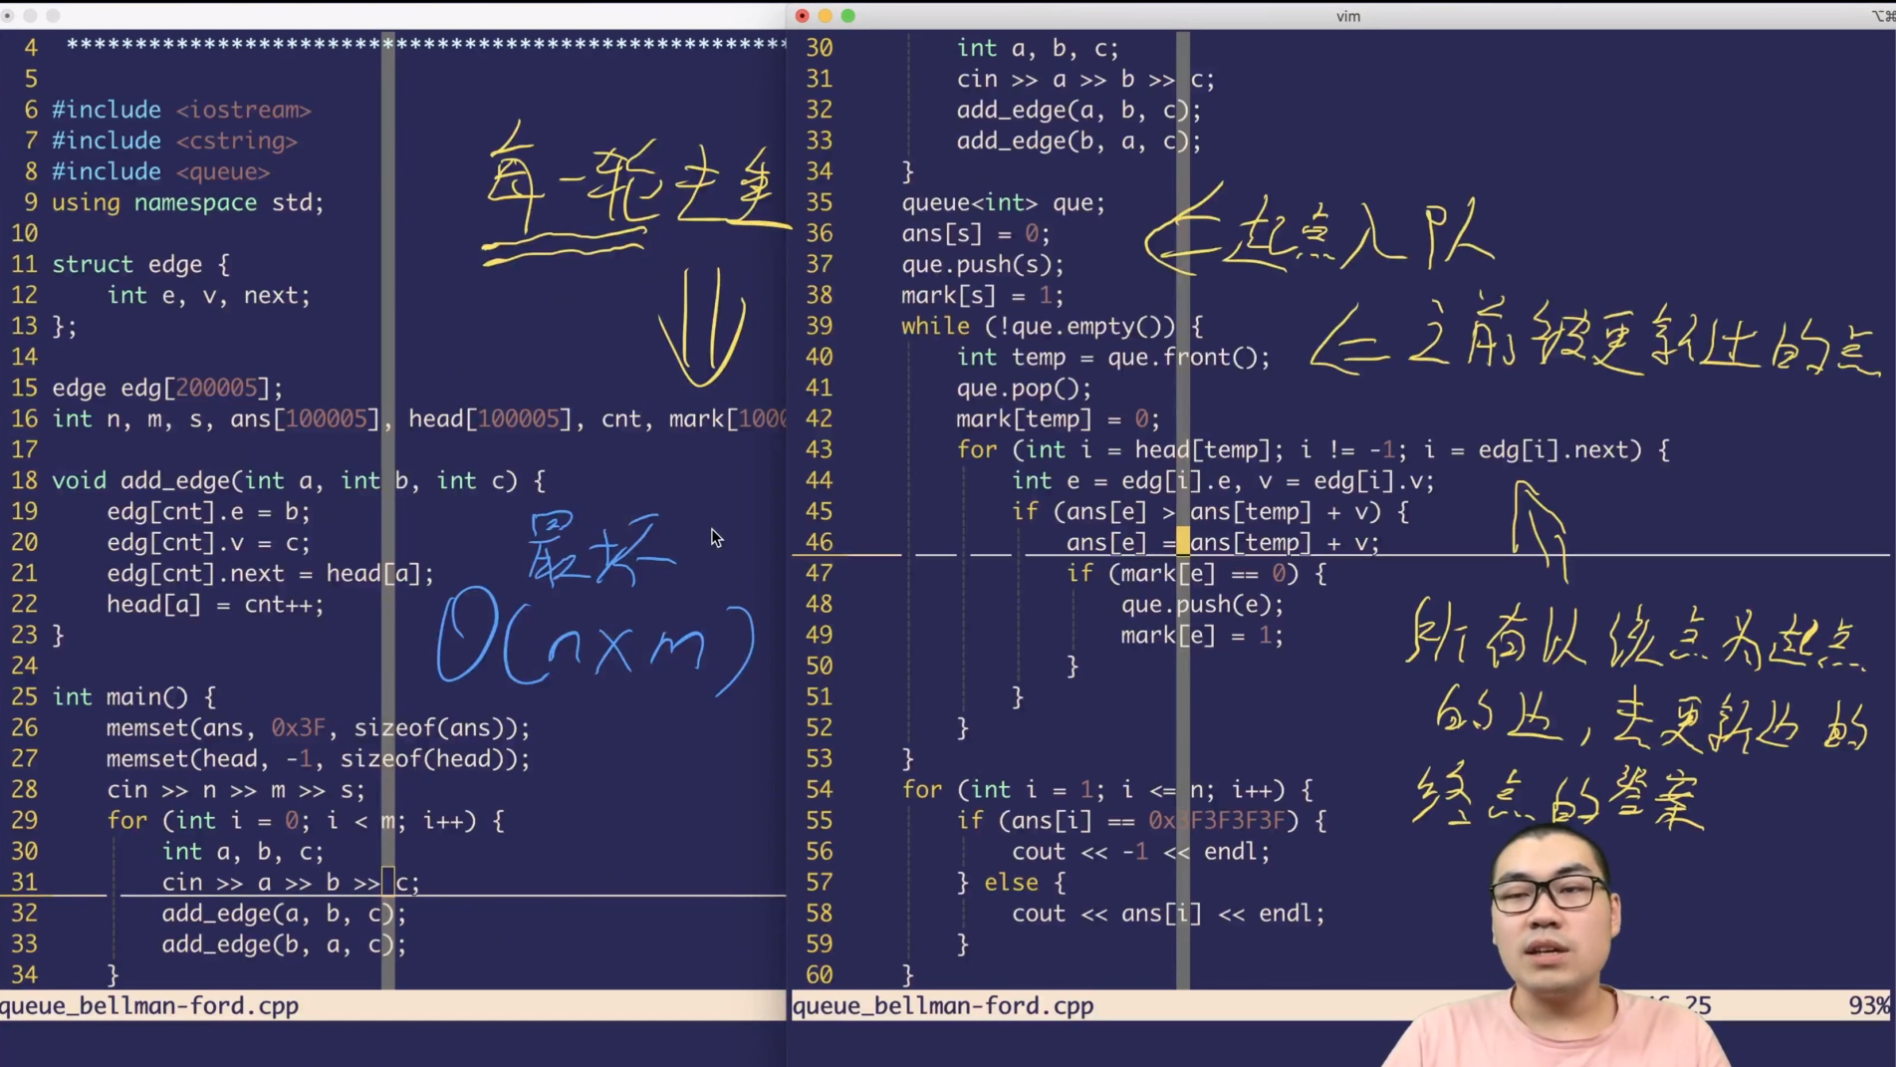 vim
4 ****************************************************
5
6 #include <iostream>
7 #include <cstring>
8 #include <queue>
9 using namespace std;
10
11 struct edge {
12 int e, v, next;
13 };
14
15 edge edg[200005];
16 int n, m, s, ans[100005], head[100005], cnt, mark[1000
17
18 void add_edge(int a, int b, int c) {
19 edg[cnt].e = b;
20 edg[cnt].v = c;
21 edg[cnt].next = head[a];
22 head[a] = cnt++;
23 }
24
25 int main() {
26 memset(ans, 0x3F, sizeof(ans));
27 memset(head, -1, sizeof(head));
28 cin >> n >> m >> s;
29 for (int i = 0; i < m; i++) {
30 int a, b, c;
31 cin >> a >> b >> c;
32 add_edge(a, b, c);
33 add_edge(b, a, c);
34 }
queue_bellman-ford.cpp
每一轮去
最坏
O(n×m)
30 int a, b, c;
31 cin >> a >> b >> c;
32 add_edge(a, b, c);
33 add_edge(b, a, c);
34 }
35 queue<int> que;
36 ans[s] = 0;
37 que.push(s);
38 mark[s] = 1;
39 while (!que.empty()) {
40 int temp = que.front();
41 que.pop();
42 mark[temp] = 0;
43 for (int i = head[temp]; i != -1; i = edg[i].next) {
44 int e = edg[i].e, v = edg[i].v;
45 if (ans[e] > ans[temp] + v) {
46 ans[e] = ans[temp] + v;
47 if (mark[e] == 0) {
48 que.push(e);
49 mark[e] = 1;
50 }
51 }
52 }
53 }
54 for (int i = 1; i <= n; i++) {
55 if (ans[i] == 0x3F3F3F3F) {
56 cout << -1 << endl;
57 } else {
58 cout << ans[i] << endl;
59 }
60 }
queue_bellman-ford.cpp 25 93%
起点入队
之前被更新过的点
所有以该点为起点
的边，去更新边的
终点的答案